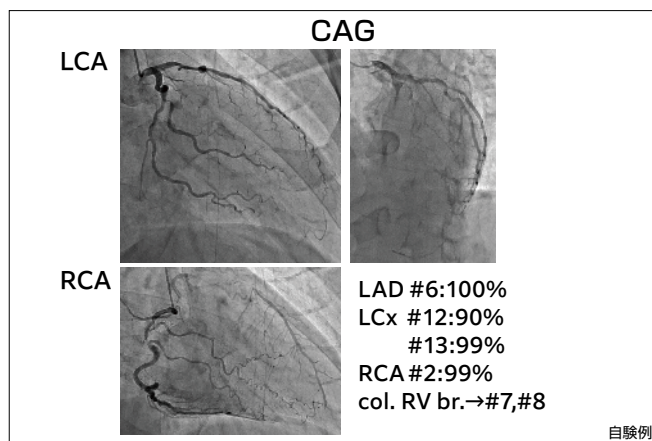 CAG
LCA
RCA
LAD #6:100%
LCx #12:90%
#13:99%
RCA #2:99%
col. RV br.→#7,#8
自験例